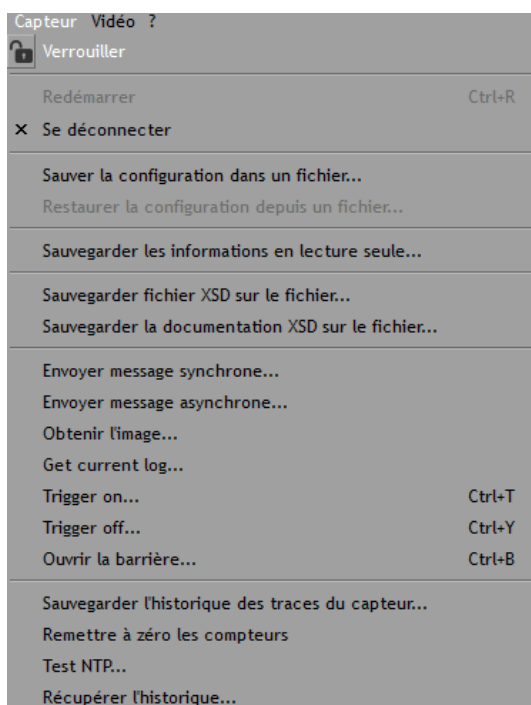 Capteur Vidéo ?
Verrouiller
Redémarrer Ctrl+R
Se déconnecter
Sauver la configuration dans un fichier...
Restaurer la configuration depuis un fichier...
Sauvegarder les informations en lecture seule...
Sauvegarder fichier XSD sur le fichier...
Sauvegarder la documentation XSD sur le fichier...
Envoyer message synchrone...
Envoyer message asynchrone...
Obtenir l'image...
Get current log...
Trigger on... Ctrl+T
Trigger off... Ctrl+Y
Ouvrir la barrière... Ctrl+B
Sauvegarder l'historique des traces du capteur...
Remettre à zéro les compteurs
Test NTP...
Récupérer l'historique...